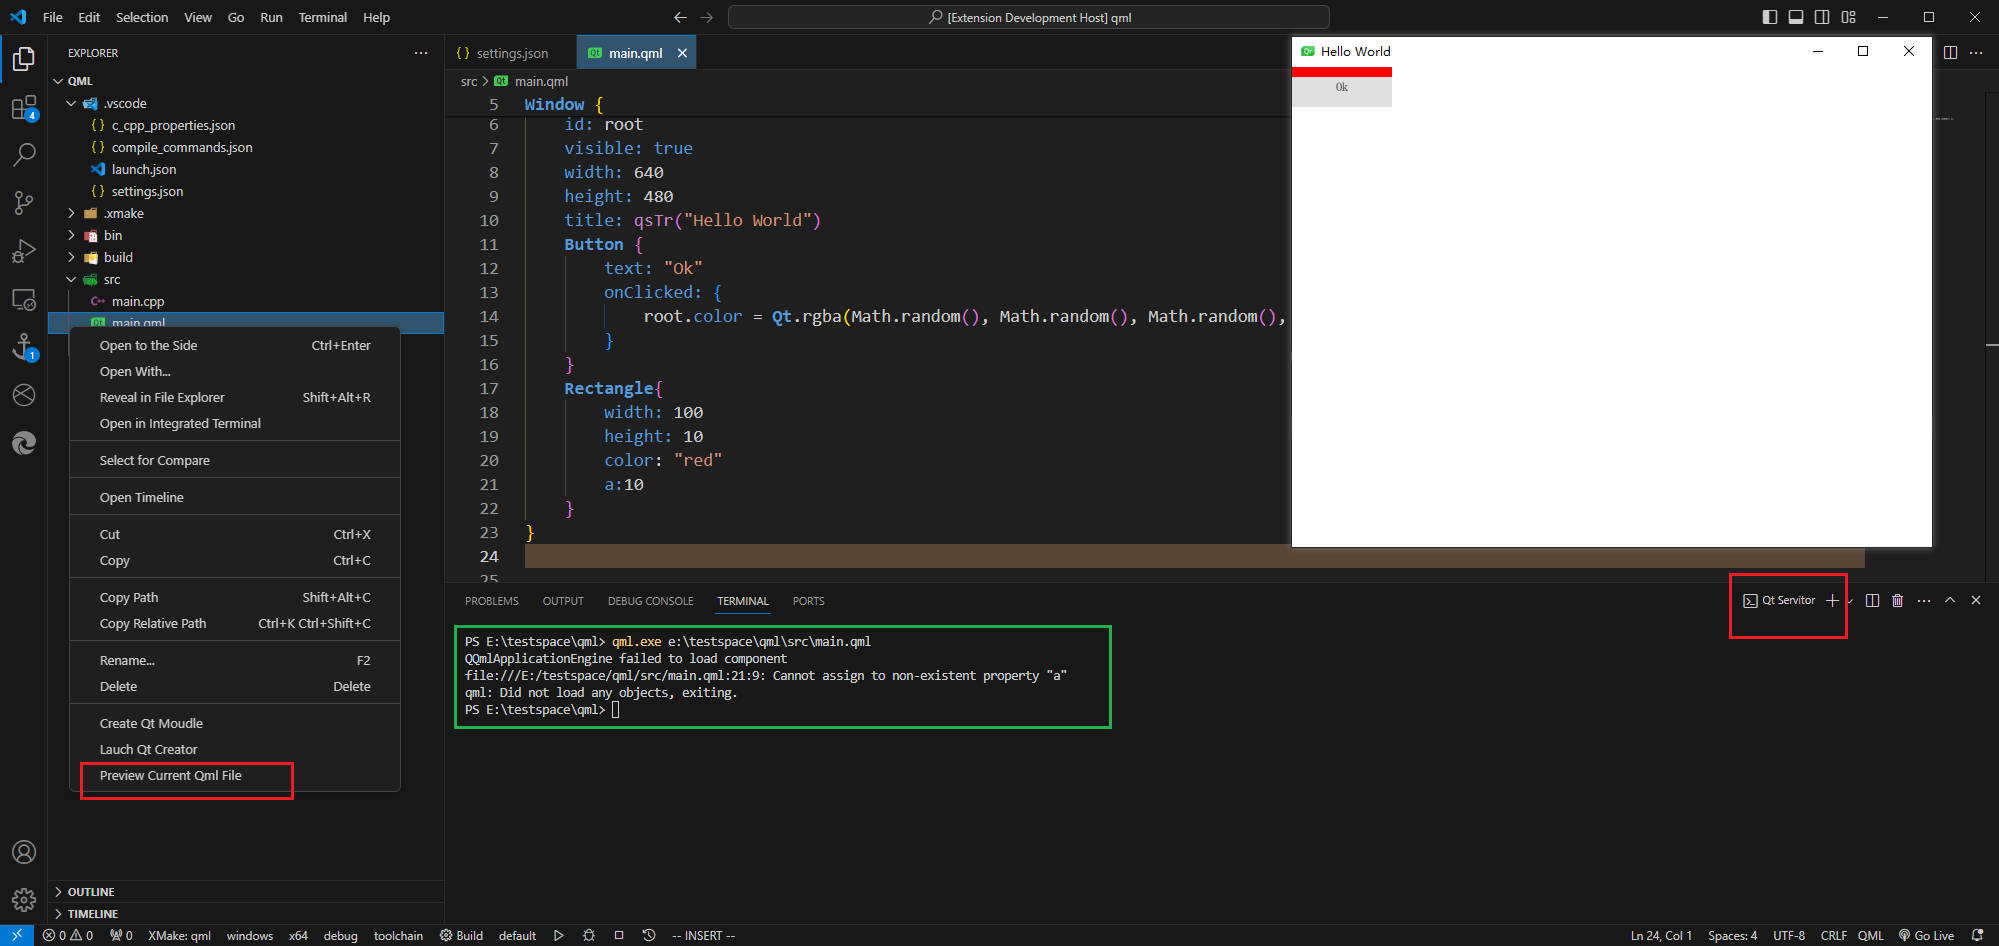 File Edit Selection View Go Run Terminal Help
[Extension Development Host] qml
EXPLORER
QML
.vscode
{} c_cpp_properties.json
{} compile_commands.json
launch.json
{} settings.json
.xmake
bin
build
src
C++ main.cpp
Qt main.qml
Open to the Side Ctrl+Enter
Open With...
Reveal in File Explorer Shift+Alt+R
Open in Integrated Terminal
Select for Compare
Open Timeline
Cut Ctrl+X
Copy Ctrl+C
Copy Path Shift+Alt+C
Copy Relative Path Ctrl+K Ctrl+Shift+C
Rename... F2
Delete Delete
Create Qt Moudle
Lauch Qt Creator
Preview Current Qml File
OUTLINE
TIMELINE
4
1
{} settings.json
Qt main.qml
src > Qt main.qml
5 Window {
6 id: root
7 visible: true
8 width: 640
9 height: 480
10 title: qsTr("Hello World")
11 Button {
12 text: "Ok"
13 onClicked: {
14 root.color = Qt.rgba(Math.random(), Math.random(), Math.random(),
15 }
16 }
17 Rectangle{
18 width: 100
19 height: 10
20 color: "red"
21 a:10
22 }
23 }
24
25
Qt Hello World
Ok
PROBLEMS OUTPUT DEBUG CONSOLE TERMINAL PORTS
Qt Servitor
PS E:\testspace\qml> qml.exe e:\testspace\qml\src\main.qml
QQmlApplicationEngine failed to load component
file:///E:/testspace/qml/src/main.qml:21:9: Cannot assign to non-existent property "a"
qml: Did not load any objects, exiting.
PS E:\testspace\qml>
0 0 0 XMake: qml windows x64 debug toolchain Build default -- INSERT -- Ln 24, Col 1 Spaces: 4 UTF-8 CRLF QML Go Live